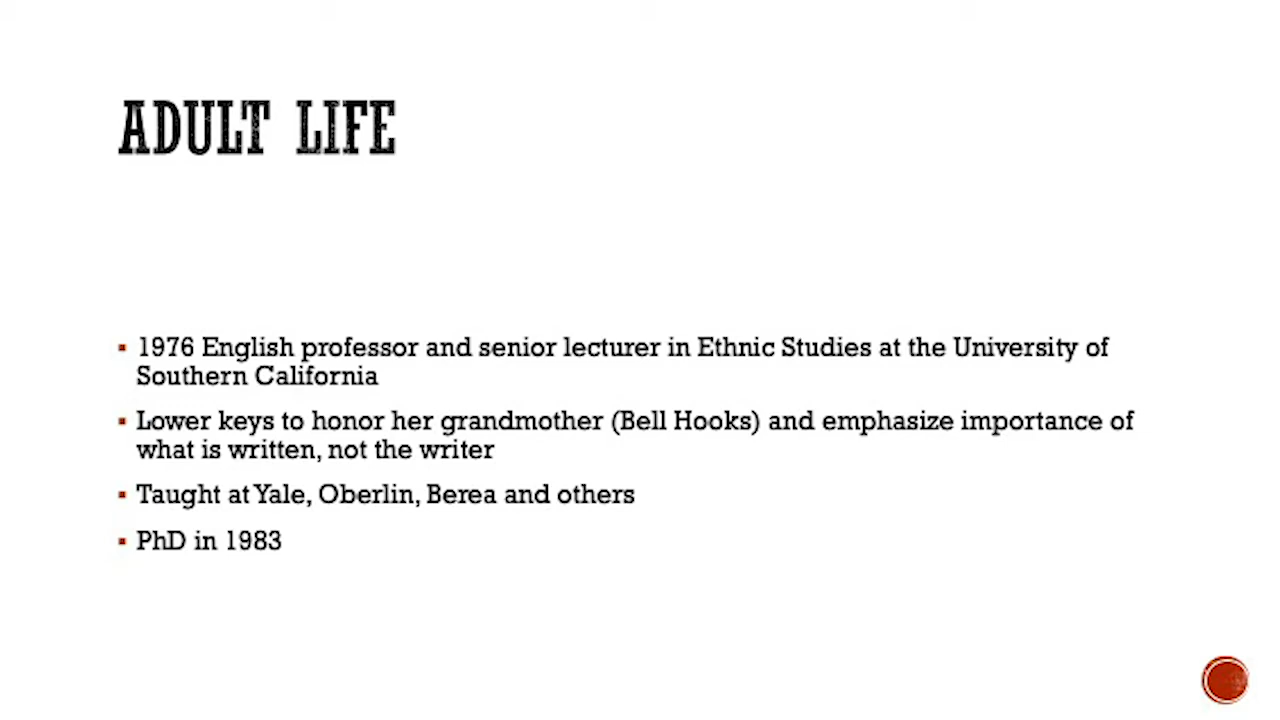 ADULT LIFE
1976 English professor and senior lecturer in Ethnic Studies at the University of
Southern California
Lower keys to honor her grandmother (Bell Hooks) and emphasize importance of
what is written, not the writer
Taught at Yale, Oberlin, Berea and others
PhD in 1983